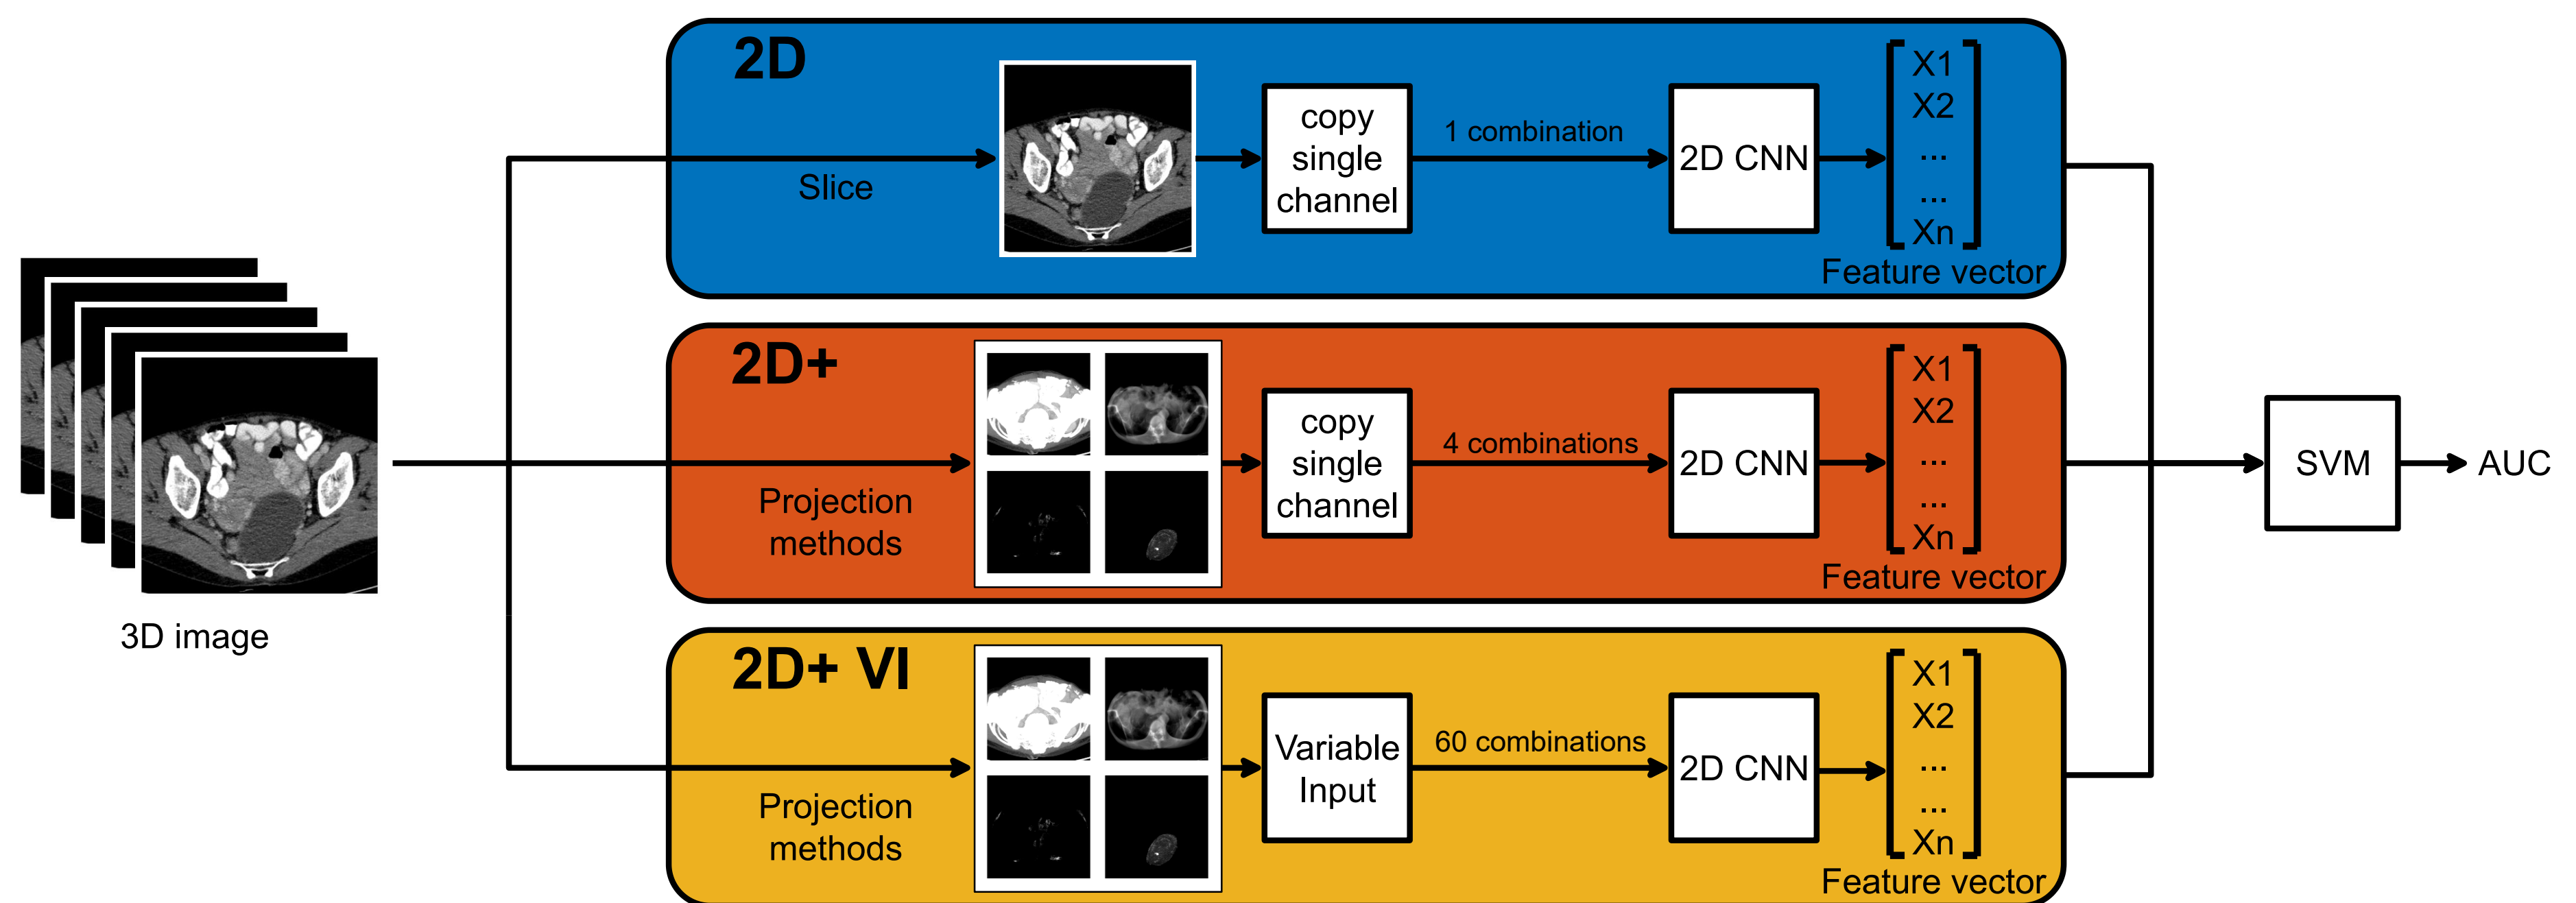 3D image
2D
Slice
copy
single
channel
1 combination
2D CNN
X1
X2
...
...
Xn
Feature vector
2D+
Projection
methods
copy
single
channel
4 combinations
2D CNN
X1
X2
...
...
Xn
Feature vector
2D+ VI
Projection
methods
Variable
Input
60 combinations
2D CNN
X1
X2
...
...
Xn
Feature vector
SVM
AUC